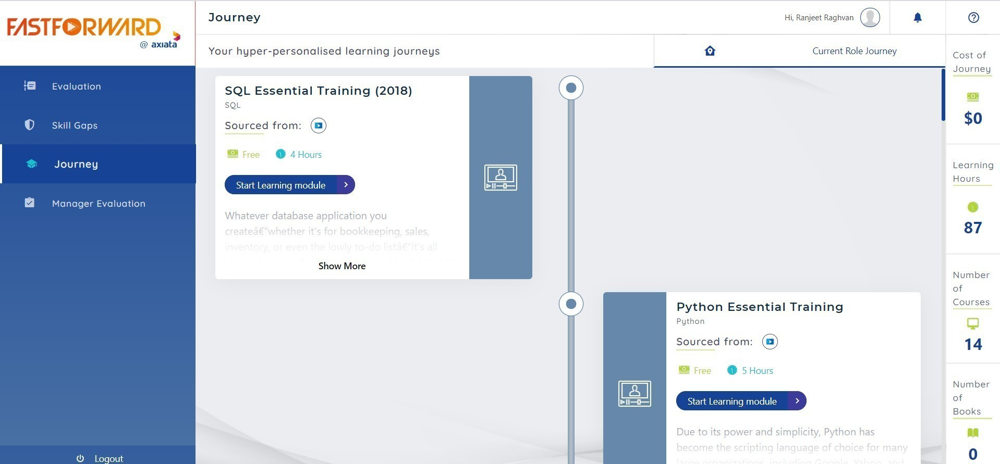 FASTFORWARD
@ axiata
Evaluation
Skill Gaps
Journey
Manager Evaluation
Logout
Journey
Hi, Ranjeet Raghvan
Your hyper-personalised learning journeys
Current Role Journey
SQL Essential Training (2018)
SQL
Sourced from:
Free
4 Hours
Start Learning module
Whatever database application you
createâ€”whether it's for bookkeeping, sales,
inventory, or even the lowly to-do listâ€”it's all
Show More
Python Essential Training
Python
Sourced from:
Free
5 Hours
Start Learning module
Due to its power and simplicity, Python has
become the scripting language of choice for many
large organizations, including Google, Yahoo, and
Cost of
Journey
$0
Learning
Hours
87
Number
of
Courses
14
Number
of
Books
0